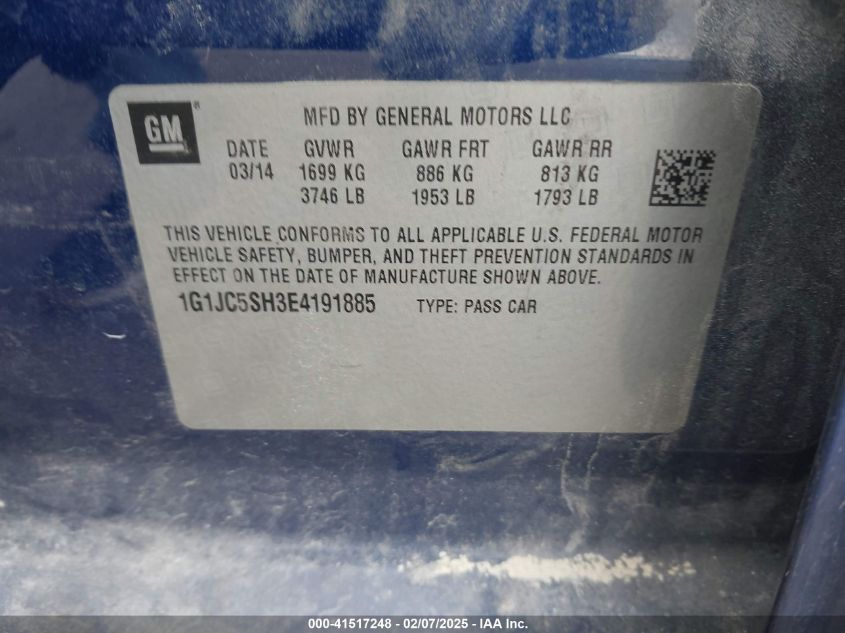 GM®
MFD BY GENERAL MOTORS LLC
DATE GVWR GAWR FRT GAWR RR
03/14 1699 KG 886 KG 813 KG
3746 LB 1953 LB 1793 LB
THIS VEHICLE CONFORMS TO ALL APPLICABLE U.S. FEDERAL MOTOR
VEHICLE SAFETY, BUMPER, AND THEFT PREVENTION STANDARDS IN
EFFECT ON THE DATE OF MANUFACTURE SHOWN ABOVE.
1G1JC5SH3E4191885 TYPE: PASS CAR
000-41517248 - 02/07/2025 - IAA Inc.